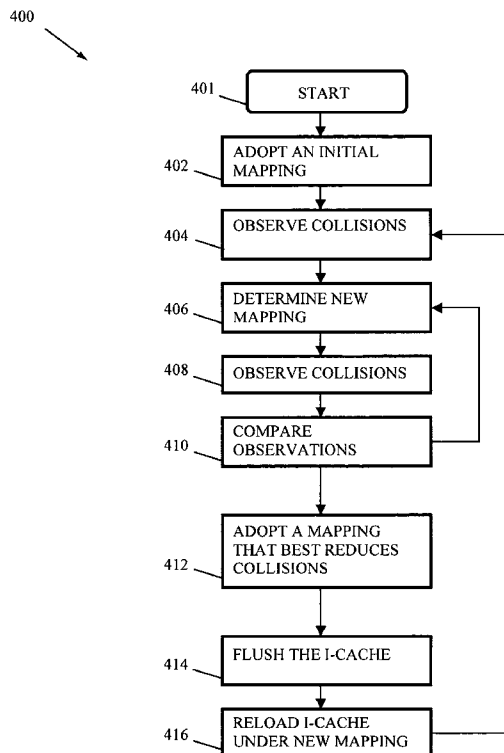 400
401
START
402
ADOPT AN INITIAL
MAPPING
404
OBSERVE COLLISIONS
406
DETERMINE NEW
MAPPING
408
OBSERVE COLLISIONS
410
COMPARE
OBSERVATIONS
412
ADOPT A MAPPING
THAT BEST REDUCES
COLLISIONS
414
FLUSH THE I-CACHE
416
RELOAD I-CACHE
UNDER NEW MAPPING